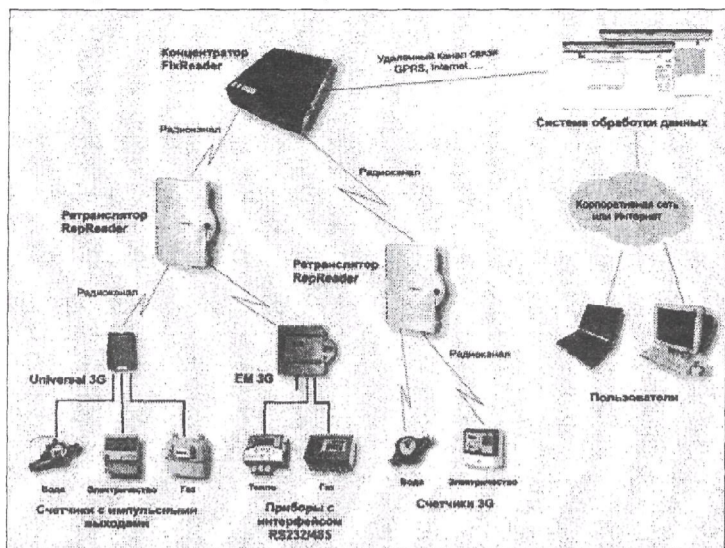 Концентратор
FixReader
Удаленный канал связи
GPRS, Internet, ...
Система обработки данных
Радиоканал
Радиоканал
Ретранслятор
RepReader
Корпоративная сеть
или Интернет
Ретранслятор
RepReader
Радиоканал
Радиоканал
Universal 3G
EM 3G
Пользователи
Вода
Электричество
Газ
Тепло
Газ
Вода
Электричество
Счетчики с импульсными
выходами
Приборы с
интерфейсом
RS232/485
Счетчики 3G